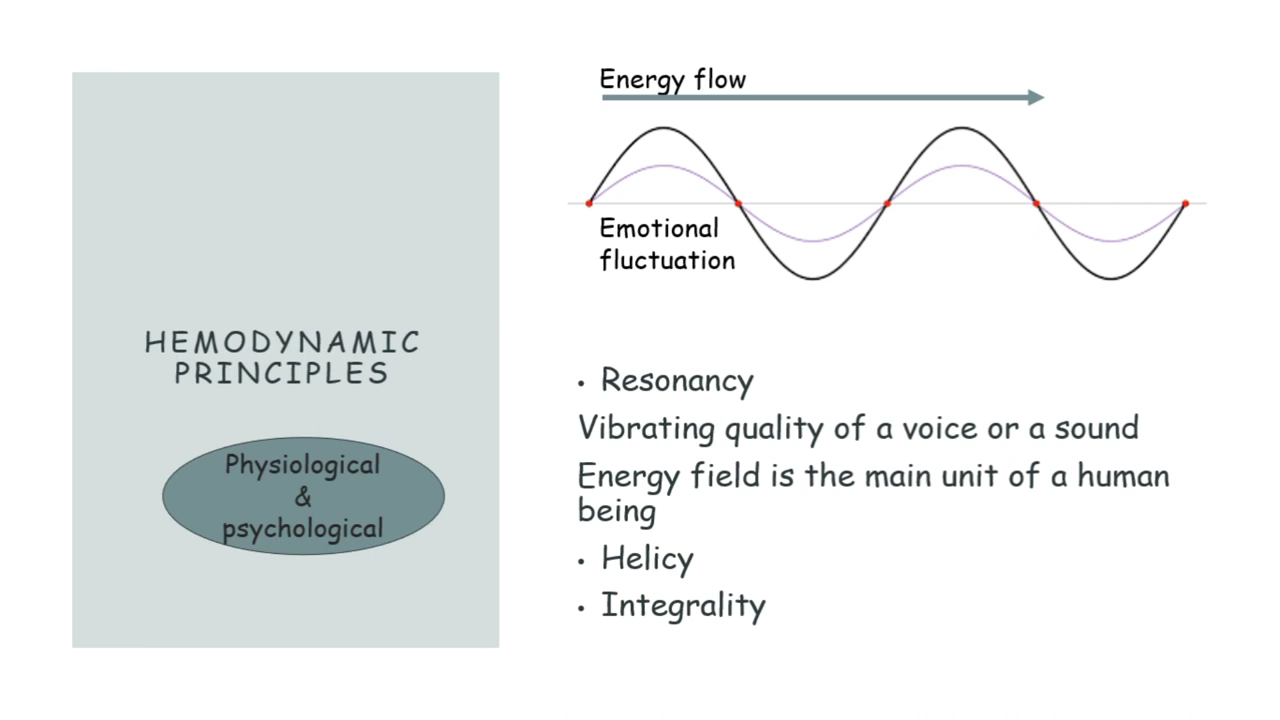 HEMODYNAMIC
PRINCIPLES
Physiological
&
psychological
Energy flow
Emotional
fluctuation
• Resonancy
Vibrating quality of a voice or a sound
Energy field is the main unit of a human
being
• Helicy
• Integrality